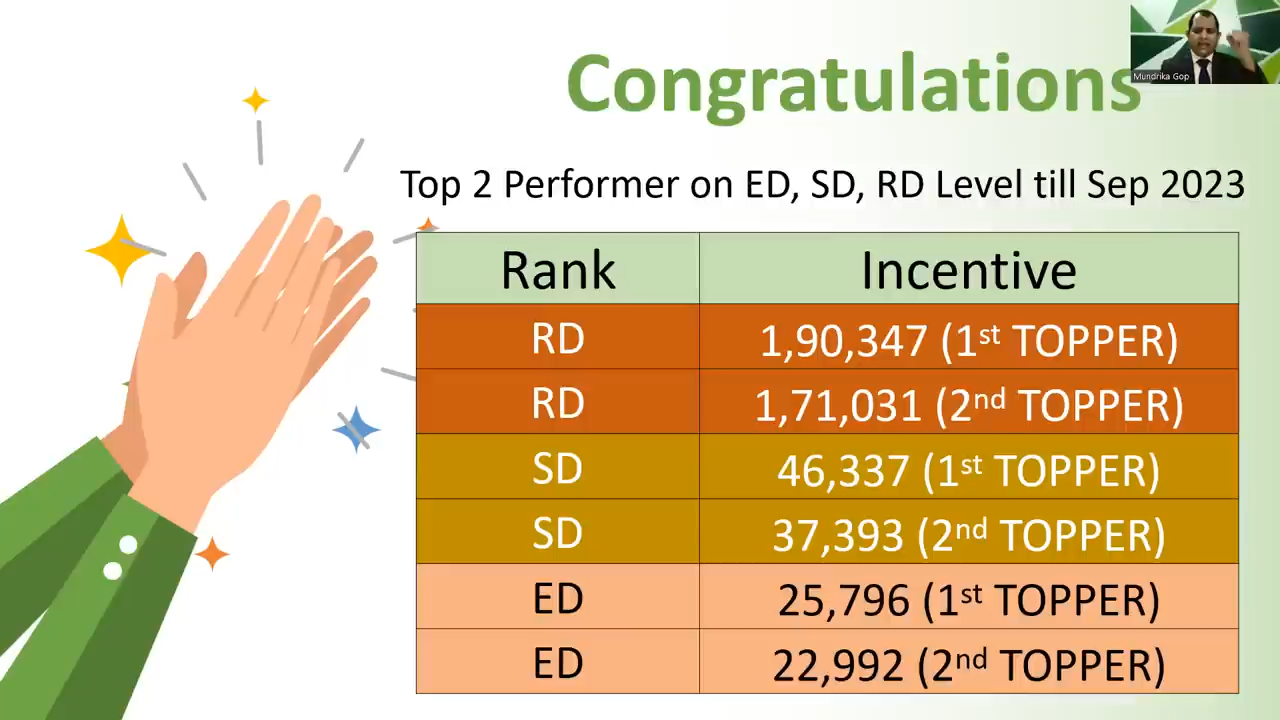 Congratulations
Mundrika Gop
Top 2 Performer on ED, SD, RD Level till Sep 2023
Rank Incentive
RD 1,90,347 (1st TOPPER)
RD 1,71,031 (2nd TOPPER)
SD 46,337 (1st TOPPER)
SD 37,393 (2nd TOPPER)
ED 25,796 (1st TOPPER)
ED 22,992 (2nd TOPPER)